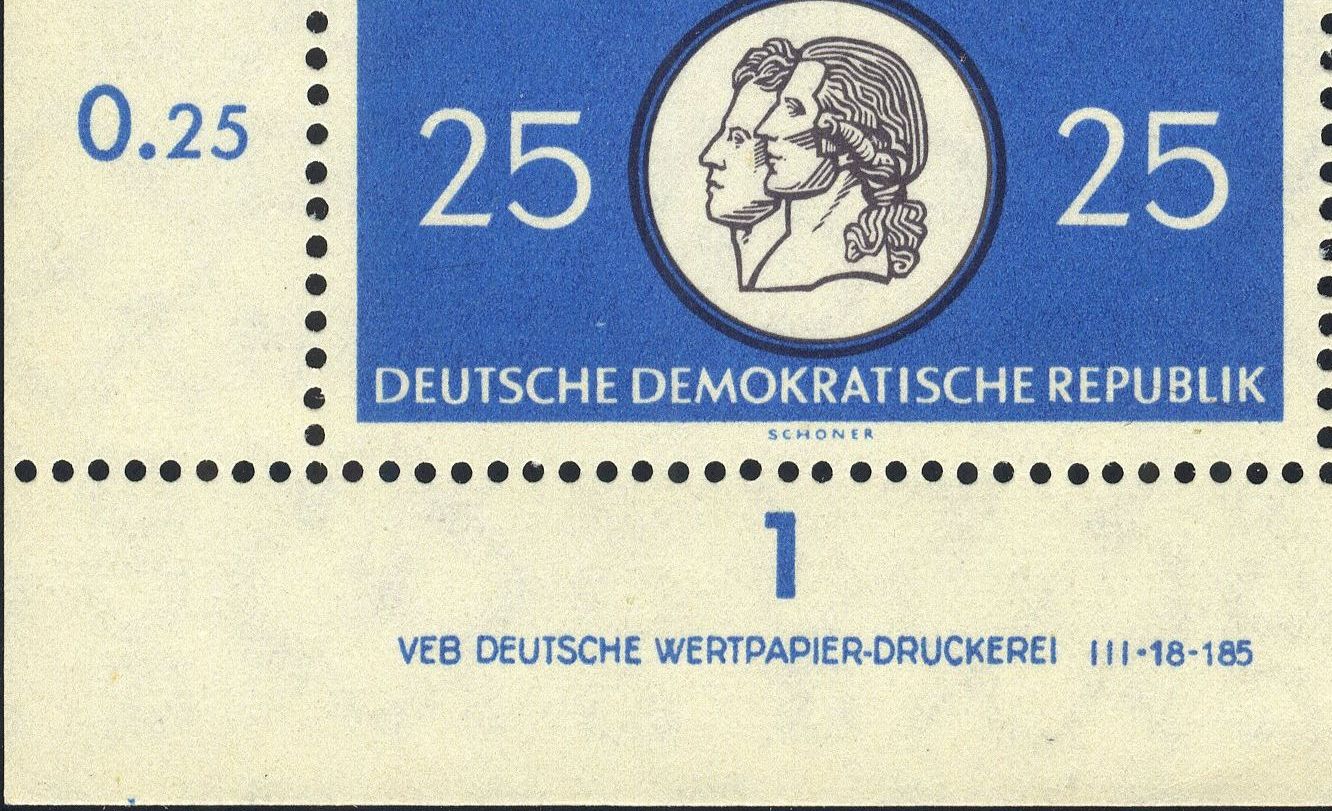 0.25
25 25
DEUTSCHE DEMOKRATISCHE REPUBLIK
SCHONER
1
VEB DEUTSCHE WERTPAPIER-DRUCKEREI III-18-185